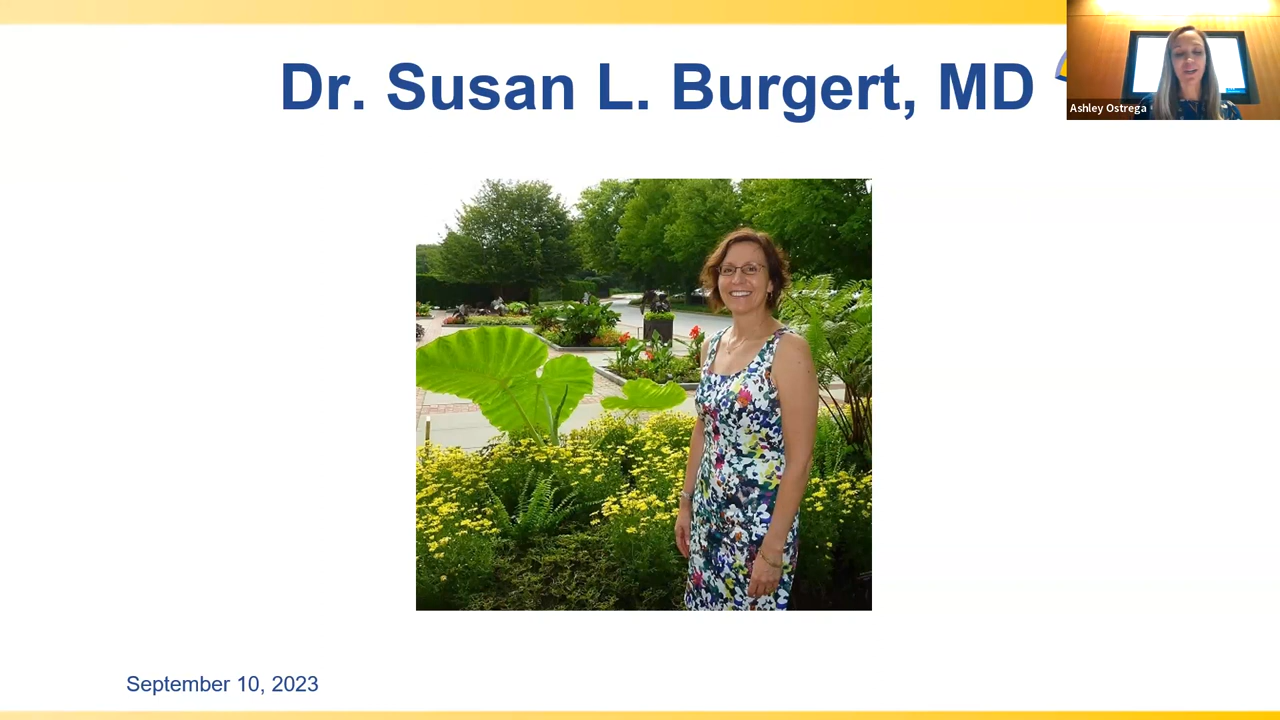 Dr. Susan L. Burgert, MD
Ashley Ostrega
September 10, 2023